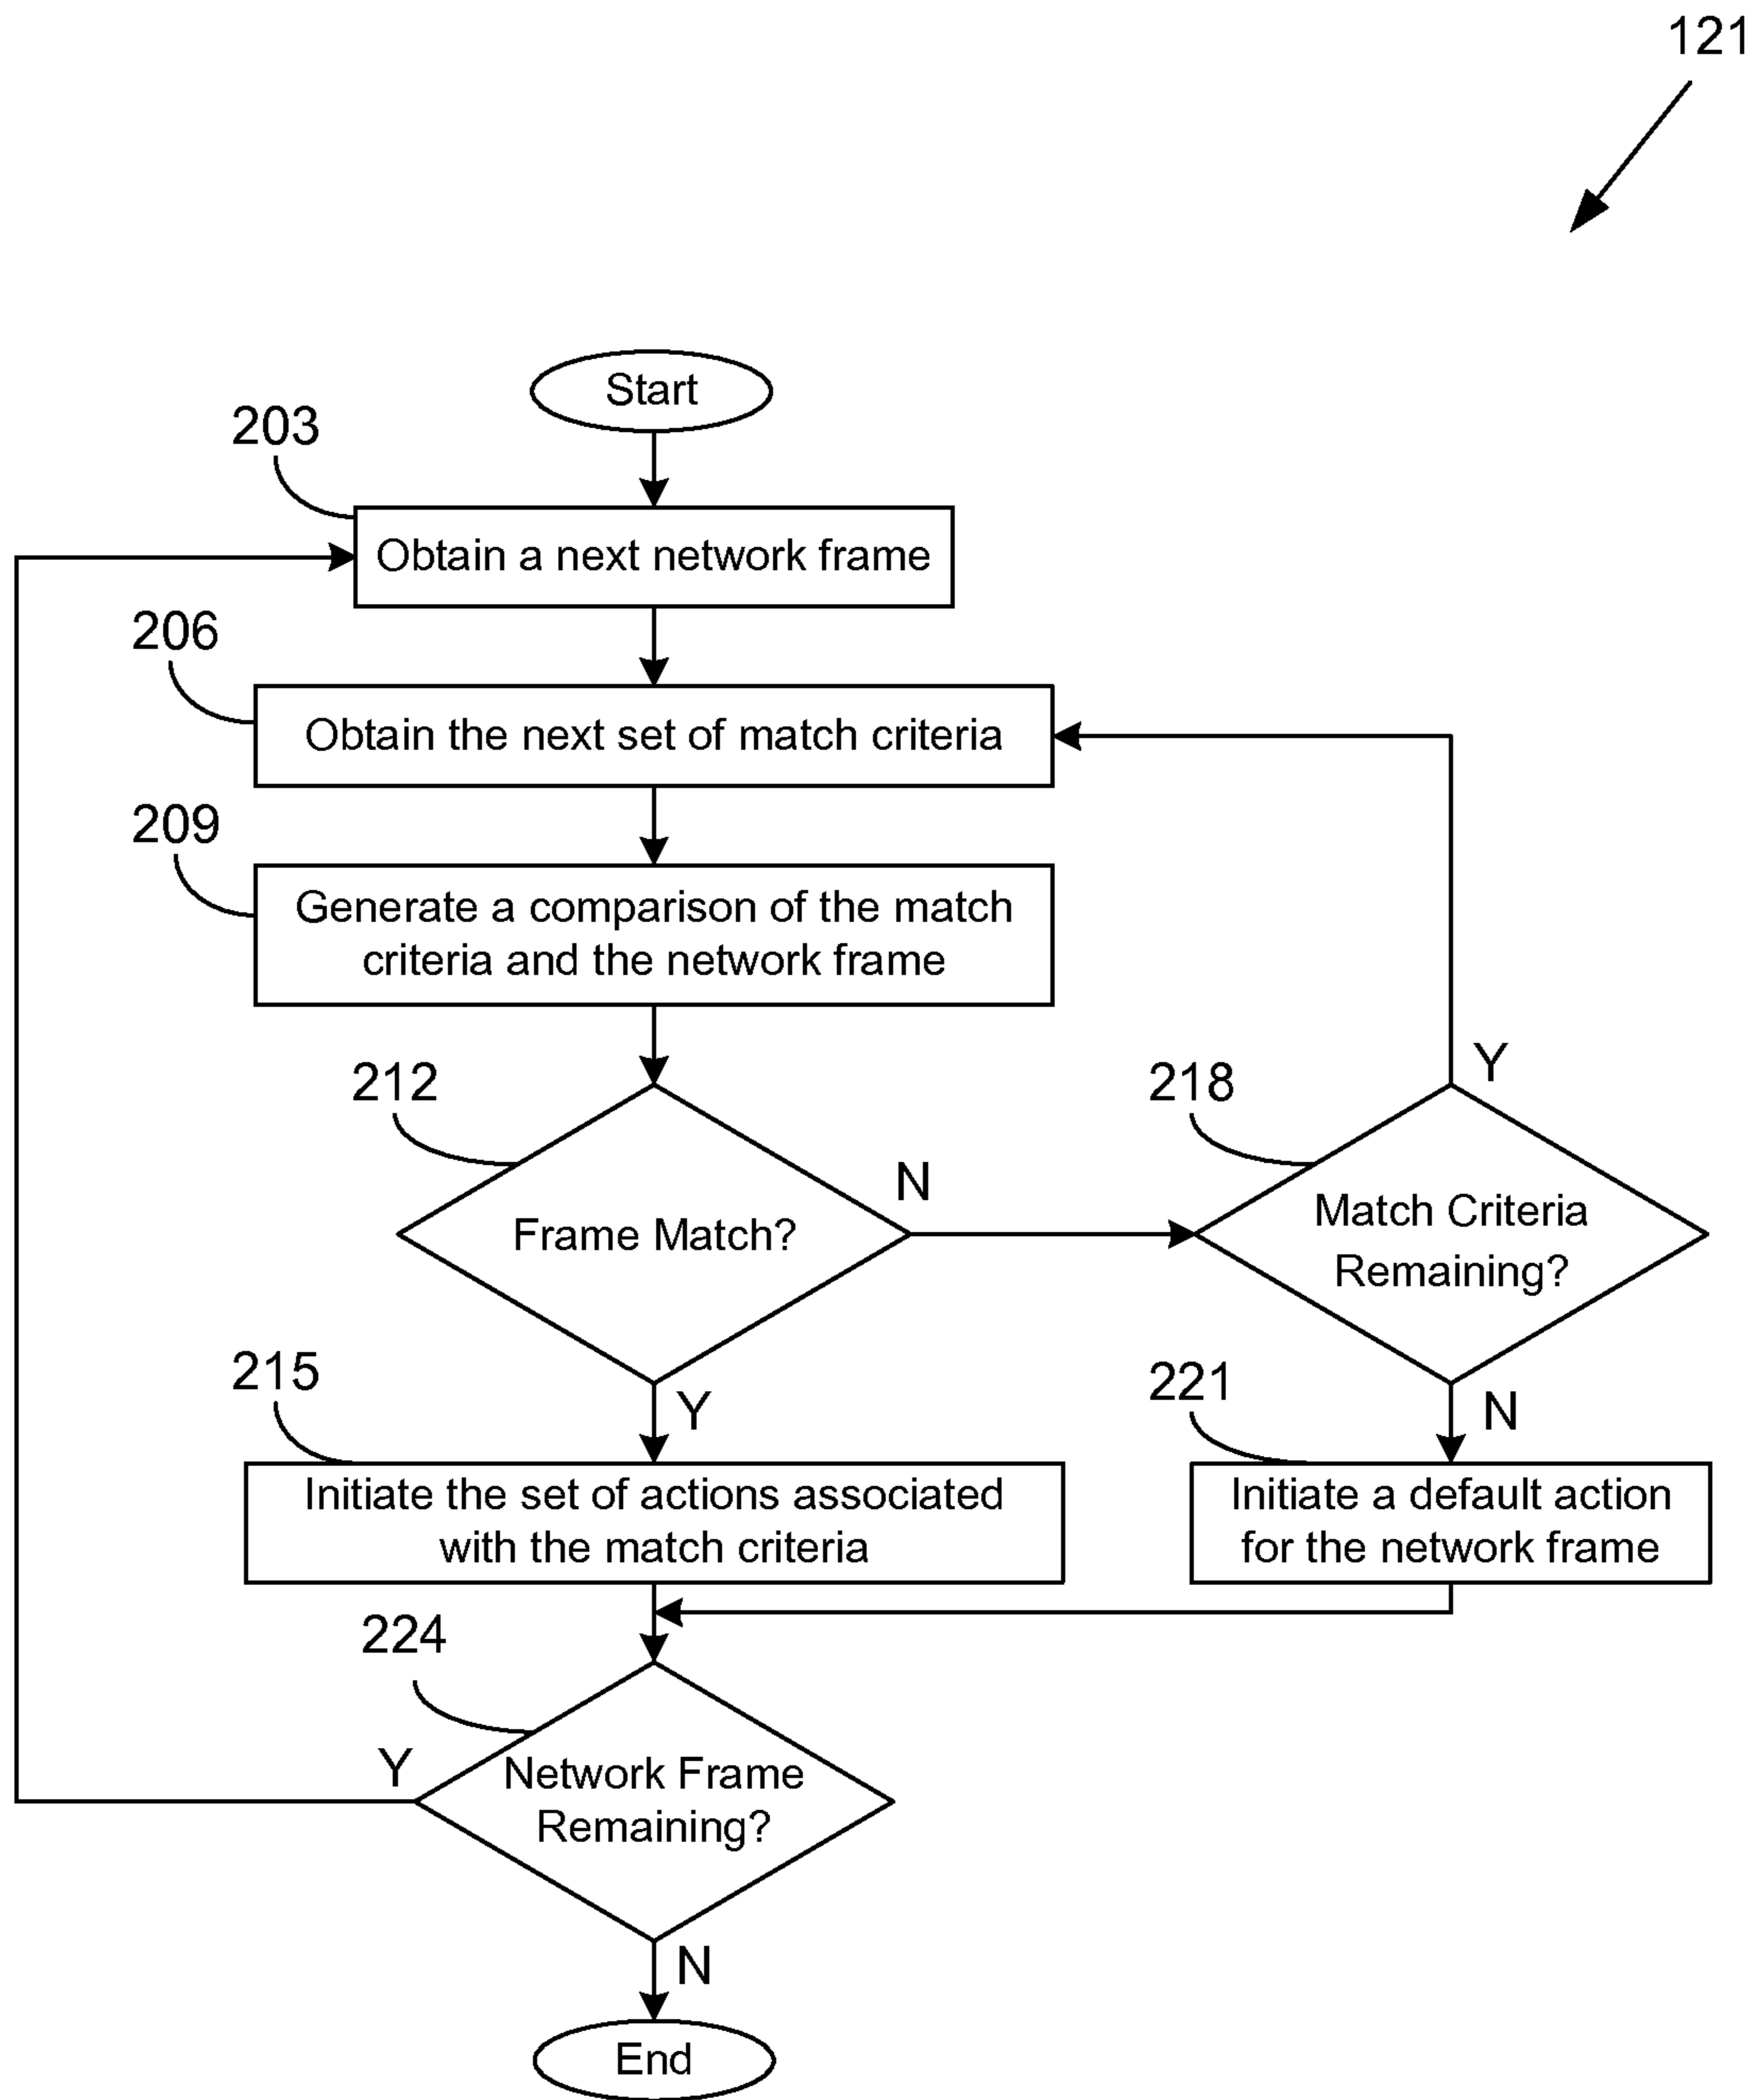 121
Start
203
Obtain a next network frame
206
Obtain the next set of match criteria
209
Generate a comparison of the match
criteria and the network frame
212
Frame Match?
N
218
Y
Match Criteria
Remaining?
215
Y
Initiate the set of actions associated
with the match criteria
221
N
Initiate a default action
for the network frame
224
Y
Network Frame
Remaining?
N
End